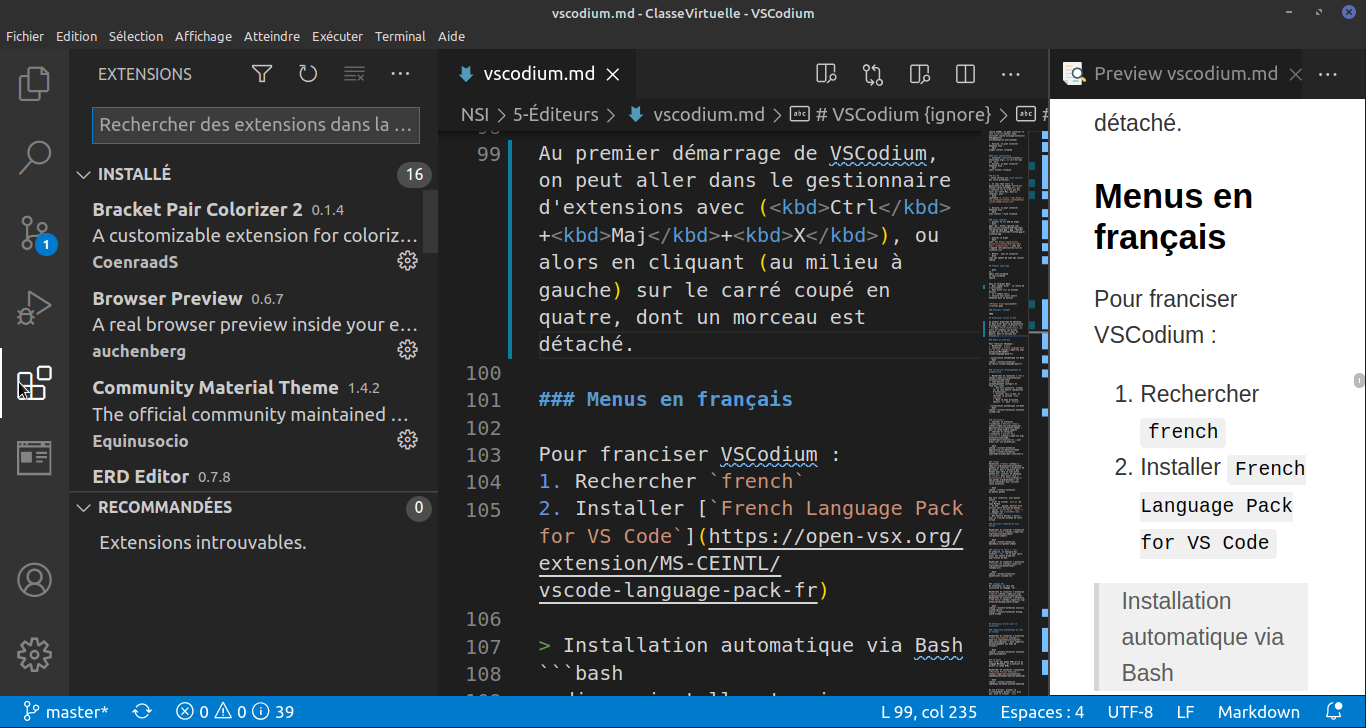 vscodium.md - ClasseVirtuelle - VSCodium
Fichier Edition Sélection Affichage Atteindre Exécuter Terminal Aide
EXTENSIONS
Rechercher des extensions dans la ...
INSTALLÉ 16
Bracket Pair Colorizer 2 0.1.4
A customizable extension for coloriz...
CoenraadS
Browser Preview 0.6.7
A real browser preview inside your e...
auchenberg
Community Material Theme 1.4.2
The official community maintained ...
Equinusocio
ERD Editor 0.7.8
RECOMMANDÉES 0
Extensions introuvables.
1
vscodium.md
NSI > 5-Éditeurs > vscodium.md > # VSCodium {ignore} > #
99 Au premier démarrage de VSCodium,
on peut aller dans le gestionnaire
d'extensions avec (<kbd>Ctrl</kbd>
+<kbd>Maj</kbd>+<kbd>X</kbd>), ou
alors en cliquant (au milieu à
gauche) sur le carré coupé en
quatre, dont un morceau est
détaché.
100
101 ### Menus en français
102
103 Pour franciser VSCodium :
104 1. Rechercher `french`
105 2. Installer [`French Language Pack
for VS Code`](https://open-vsx.org/
extension/MS-CEINTL/
vscode-language-pack-fr)
106
107 > Installation automatique via Bash
108 ```bash
Preview vscodium.md
détaché.
Menus en
français
Pour franciser
VSCodium :
1. Rechercher
french
2. Installer French
Language Pack
for VS Code
Installation
automatique via
Bash
master* 0 0 39 L 99, col 235 Espaces : 4 UTF-8 LF Markdown